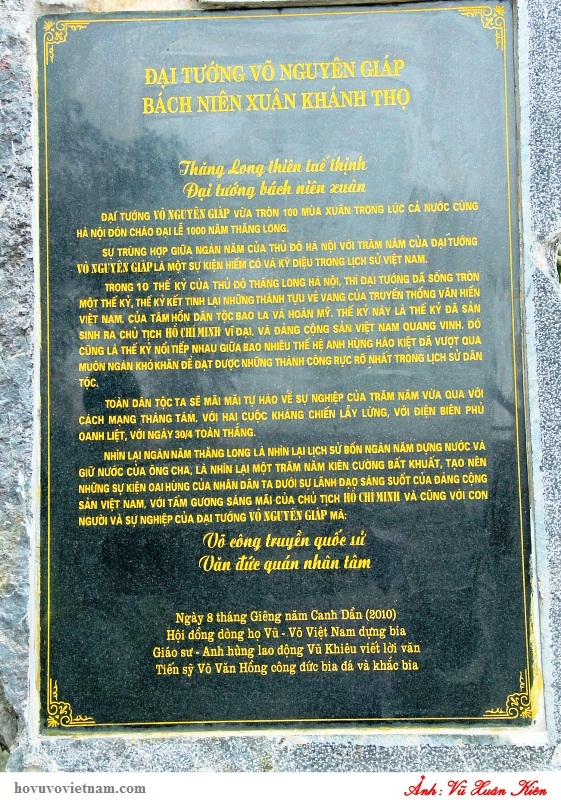 ĐẠI TƯỚNG VÕ NGUYÊN GIÁP
BÁCH NIÊN XUÂN KHÁNH THỌ
Thăng Long thiên tuế thịnh
Đại tướng bách niên xuân
ĐẠI TƯỚNG VÕ NGUYÊN GIÁP VỪA TRÒN 100 MÙA XUÂN TRONG LÚC CẢ NƯỚC CÙNG
HÀ NỘI ĐÓN CHÀO ĐẠI LỄ 1000 NĂM THĂNG LONG.
SỰ TRÙNG HỢP GIỮA NGÀN NĂM CỦA THỦ ĐÔ HÀ NỘI VỚI TRĂM NĂM CỦA ĐẠI TƯỚNG
VÕ NGUYÊN GIÁP LÀ MỘT SỰ KIỆN HIẾM CÓ VÀ KỲ DIỆU TRONG LỊCH SỬ VIỆT NAM.
TRONG 10 THẾ KỶ CỦA THỦ ĐÔ THĂNG LONG HÀ NỘI, THÌ ĐẠI TƯỚNG ĐÃ SỐNG TRÒN
MỘT THẾ KỶ, THẾ KỶ KẾT TINH LẠI NHỮNG THÀNH TỰU VẺ VANG CỦA TRUYỀN THỐNG VĂN HIẾN
VIỆT NAM, CỦA TÂM HỒN DÂN TỘC BAO LA VÀ HOÀN MỸ. THẾ KỶ NÀY LÀ THẾ KỶ ĐÃ SẢN
SINH RA CHỦ TỊCH HỒ CHÍ MINH VĨ ĐẠI, VÀ ĐẢNG CỘNG SẢN VIỆT NAM QUANG VINH. ĐÓ
CŨNG LÀ THẾ KỶ NỐI TIẾP NHAU GIỮA BAO NHIÊU THẾ HỆ ANH HÙNG HÀO KIỆT ĐÃ VƯỢT QUA
MUÔN NGÀN KHÓ KHĂN ĐỂ ĐẠT ĐƯỢC NHỮNG THÀNH CÔNG RỰC RỠ NHẤT TRONG LỊCH SỬ DÂN
TỘC.
TOÀN DÂN TỘC TA SẼ MÃI MÃI TỰ HÀO VỀ SỰ NGHIỆP CỦA TRĂM NĂM VỪA QUA VỚI
CÁCH MẠNG THÁNG TÁM, VỚI HAI CUỘC KHÁNG CHIẾN LẪY LỪNG, VỚI ĐIỆN BIÊN PHỦ
OANH LIỆT, VỚI NGÀY 30/4 TOÀN THẮNG.
NHÌN LẠI NGÀN NĂM THĂNG LONG LÀ NHÌN LẠI LỊCH SỬ BỐN NGÀN NĂM DỰNG NƯỚC VÀ
GIỮ NƯỚC CỦA ÔNG CHA, LÀ NHÌN LẠI MỘT TRĂM NĂM KIÊN CƯỜNG BẤT KHUẤT, TẠO NÊN
NHỮNG SỰ KIỆN OAI HÙNG CỦA NHÂN DÂN TA DƯỚI SỰ LÃNH ĐẠO SÁNG SUỐT CỦA ĐẢNG CỘNG
SẢN VIỆT NAM, VỚI TẤM GƯƠNG SÁNG MÃI CỦA CHỦ TỊCH HỒ CHÍ MINH VÀ CŨNG VỚI CON
NGƯỜI VÀ SỰ NGHIỆP CỦA ĐẠI TƯỚNG VÕ NGUYÊN GIÁP MÀ:
Võ công truyền quốc sử
Văn đức quán nhân tâm
Ngày 8 tháng Giêng năm Canh Dần (2010)
Hội đồng dòng họ Vũ - Võ Việt Nam dựng bia
Giáo sư - Anh hùng lao động Vũ Khiêu viết lời văn
Tiến sỹ Võ Văn Hồng công đức bia đá và khắc bia
hovuvovietnam.com
Ảnh: Vũ Xuân Kiên